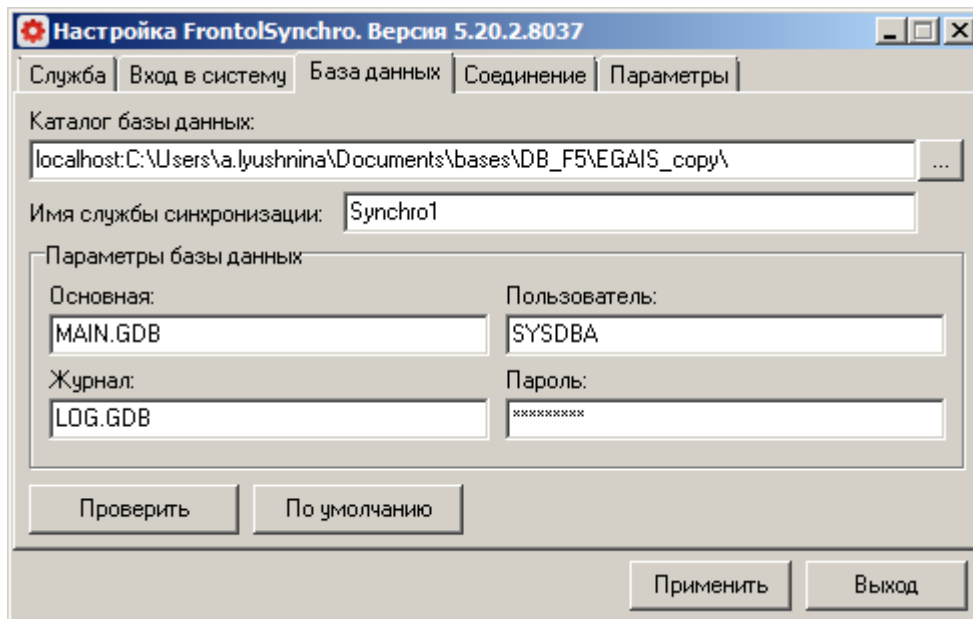 Настройка FrontolSynchro. Версия 5.20.2.8037
Служба Вход в систему База данных Соединение Параметры
Каталог базы данных:
localhost:C:\Users\a.lyushnina\Documents\bases\DB_F5\EGAIS_copy\ ...
Имя службы синхронизации: Synchro1
Параметры базы данных
Основная: Пользователь:
MAIN.GDB SYSDBA
Журнал: Пароль:
LOG.GDB *********
Проверить По умолчанию
Применить Выход